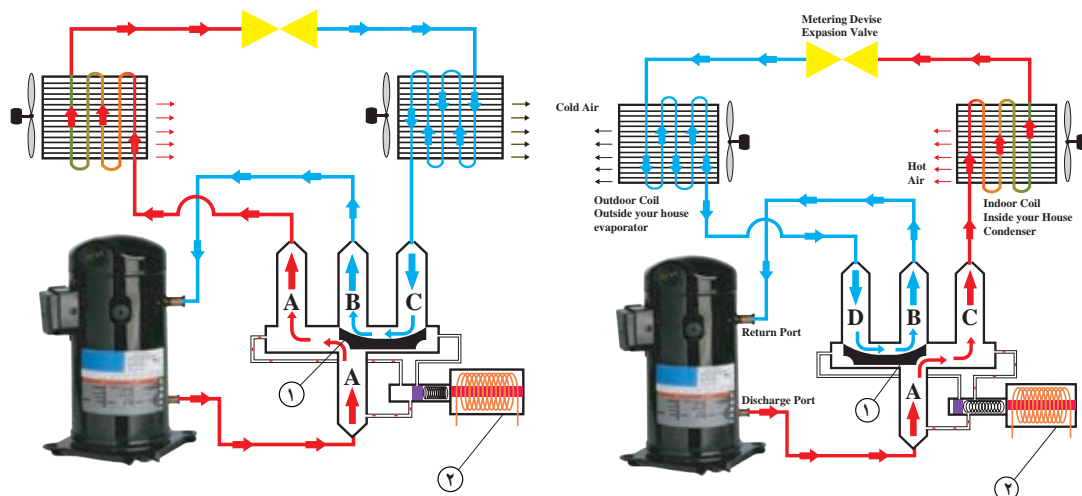 A
B
C
A
١
٢
Metering Devise
Expasion Valve
Cold Air
Hot
Air
Outdoor Coil
Outside your house
evaporator
Indoor Coil
Inside your House
Condenser
D
B
C
Return Port
A
Discharge Port
١
٢